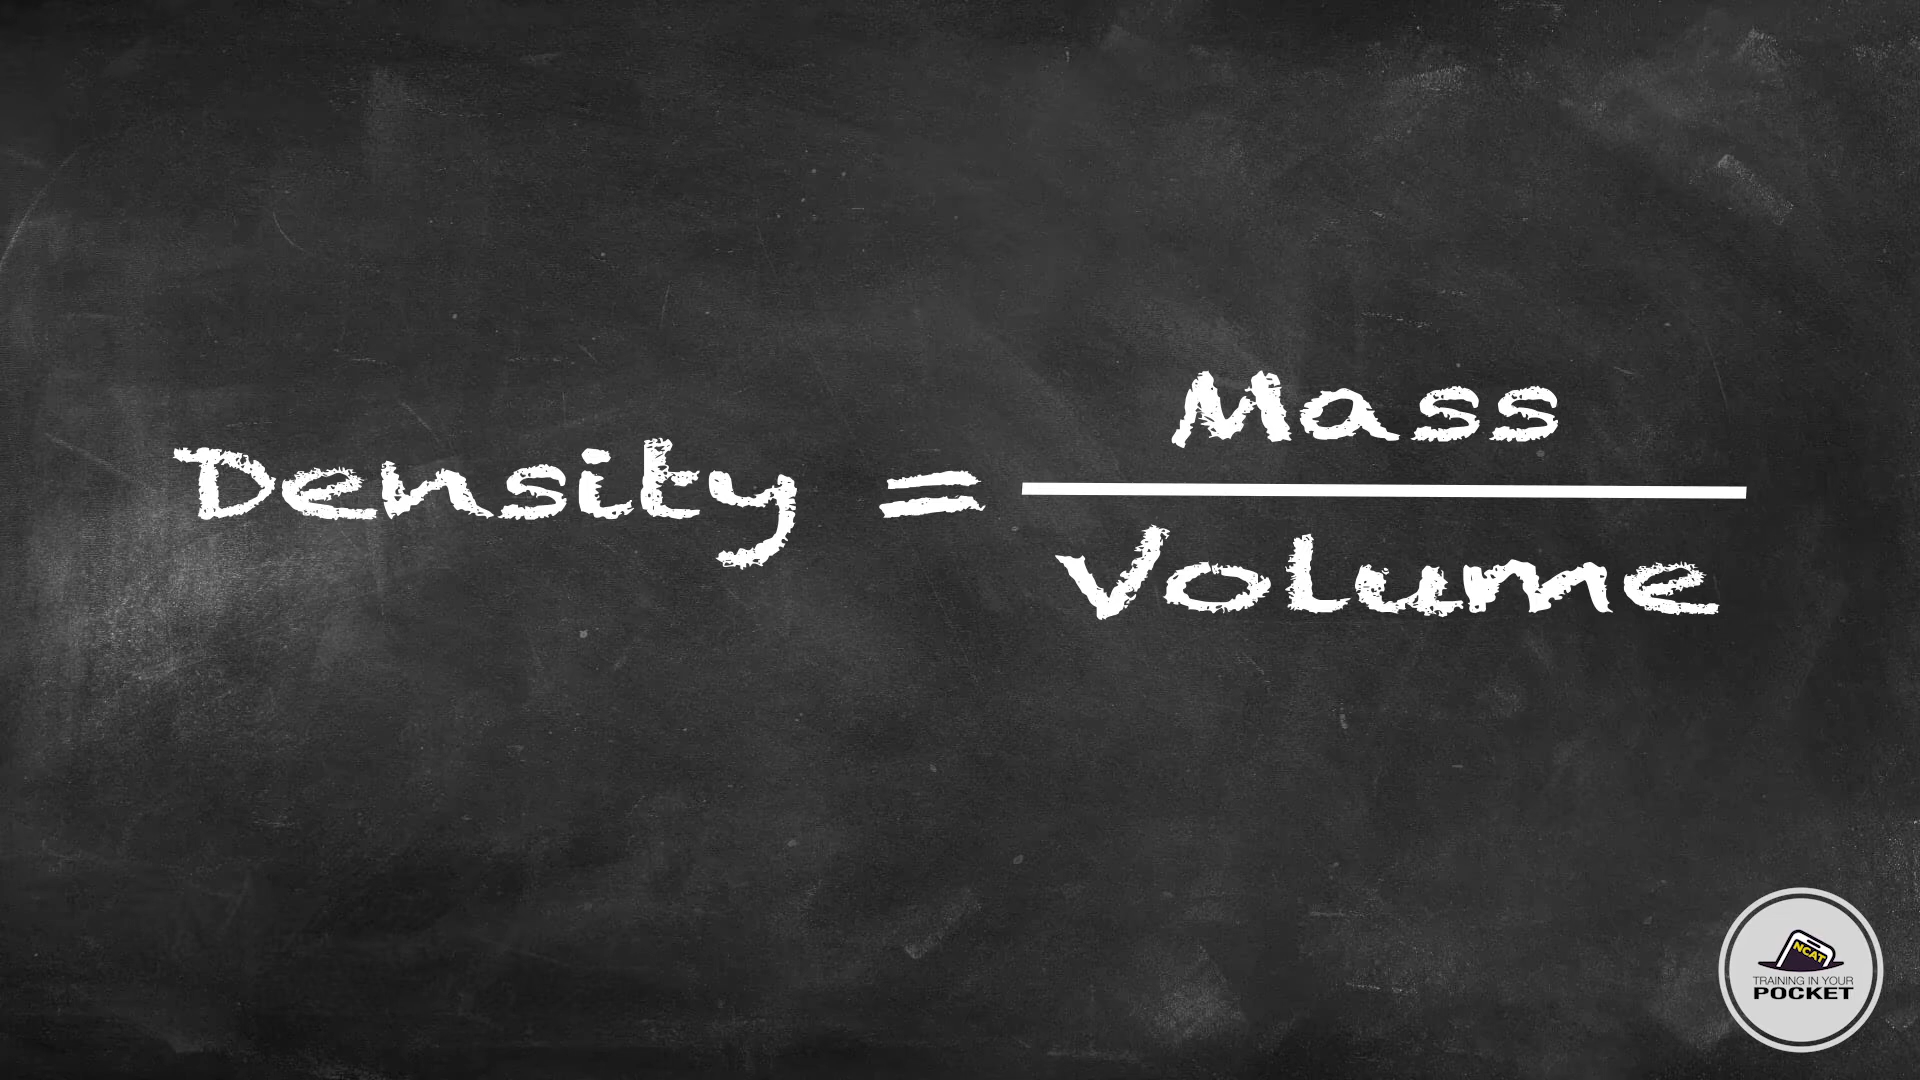 Density = Mass
Volume
NCAT
TRAINING IN YOUR
POCKET